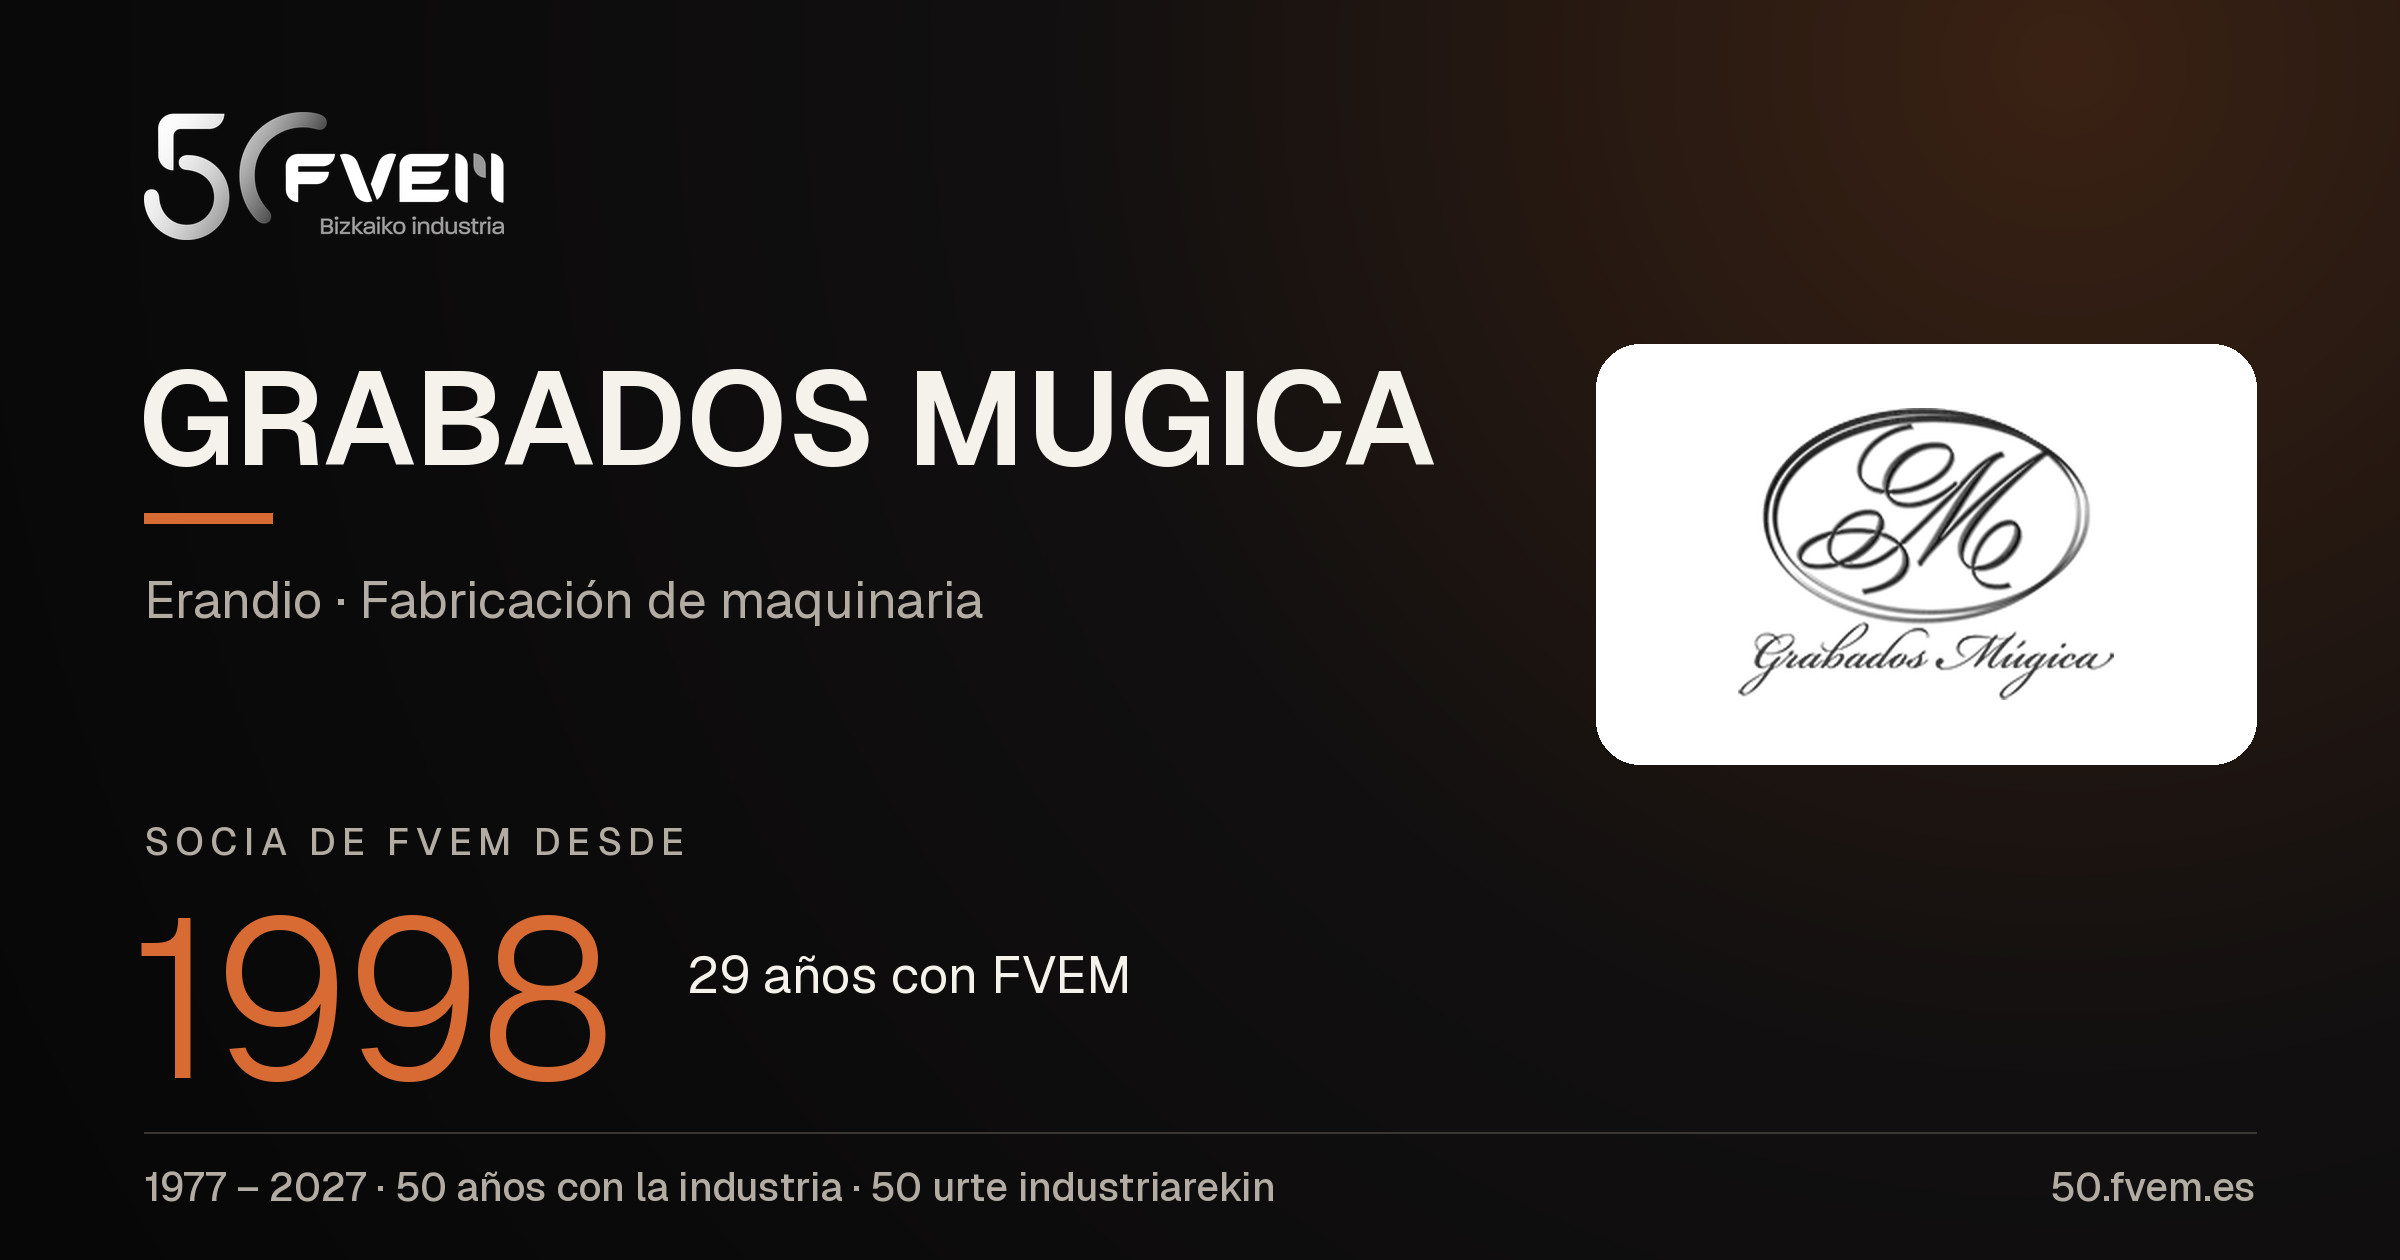 50 FVEM
Bizkaiko industria
GRABADOS MUGICA
Erandio · Fabricación de maquinaria
GM
Grabados Múgica
SOCIA DE FVEM DESDE
1998
29 años con FVEM
1977 – 2027 · 50 años con la industria · 50 urte industriarekin
50.fvem.es